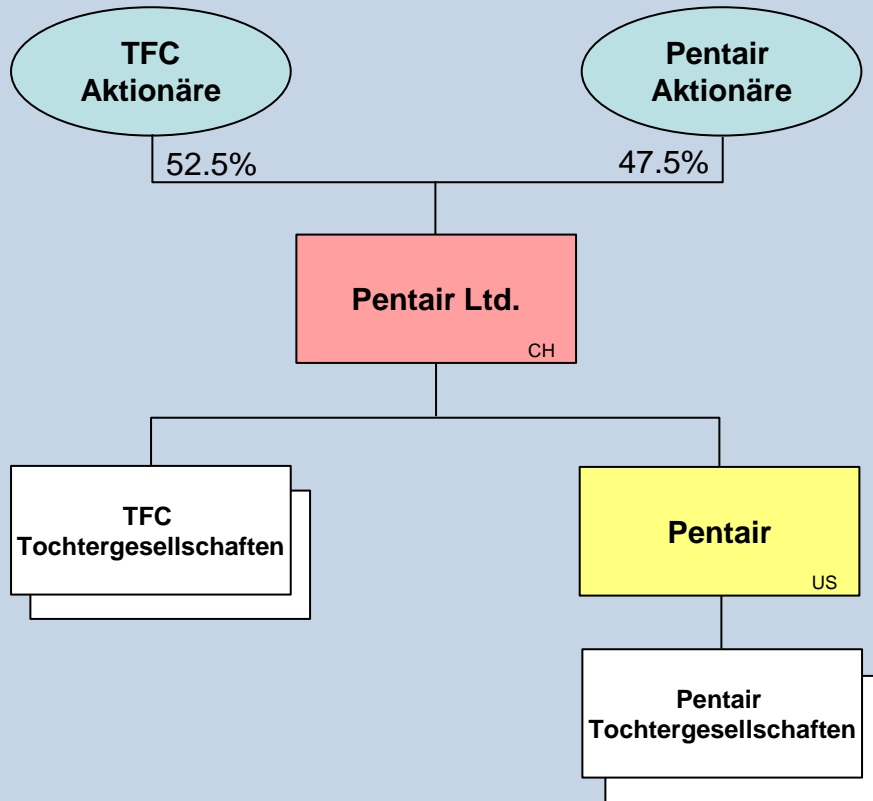 TFC
Aktionäre
Pentair
Aktionäre
52.5%
47.5%
Pentair Ltd.
CH
TFC
Tochtergesellschaften
Pentair
US
Pentair
Tochtergesellschaften